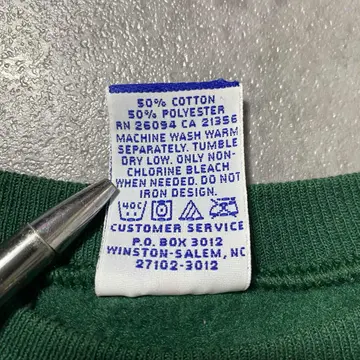 50% COTTON
50% POLYESTER
RN 26094 CA 21356
MACHINE WASH WARM
SEPARATELY. TUMBLE
DRY LOW. ONLY NON-
CHLORINE BLEACH
WHEN NEEDED. DO NOT
IRON DESIGN.
40C
CUSTOMER SERVICE
P.O. BOX 3012
WINSTON-SALEM, NC
27102-3012